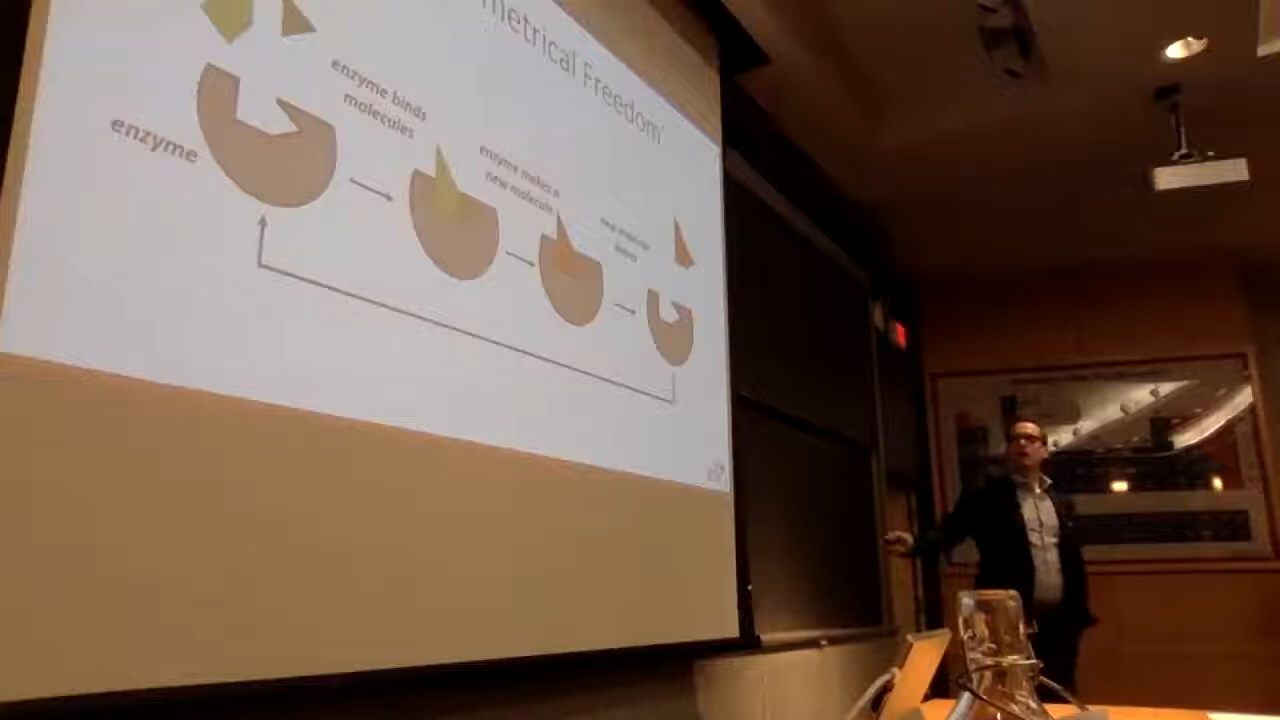 metrical Freedom'
enzyme
enzyme binds
molecules
enzyme makes a
new molecule